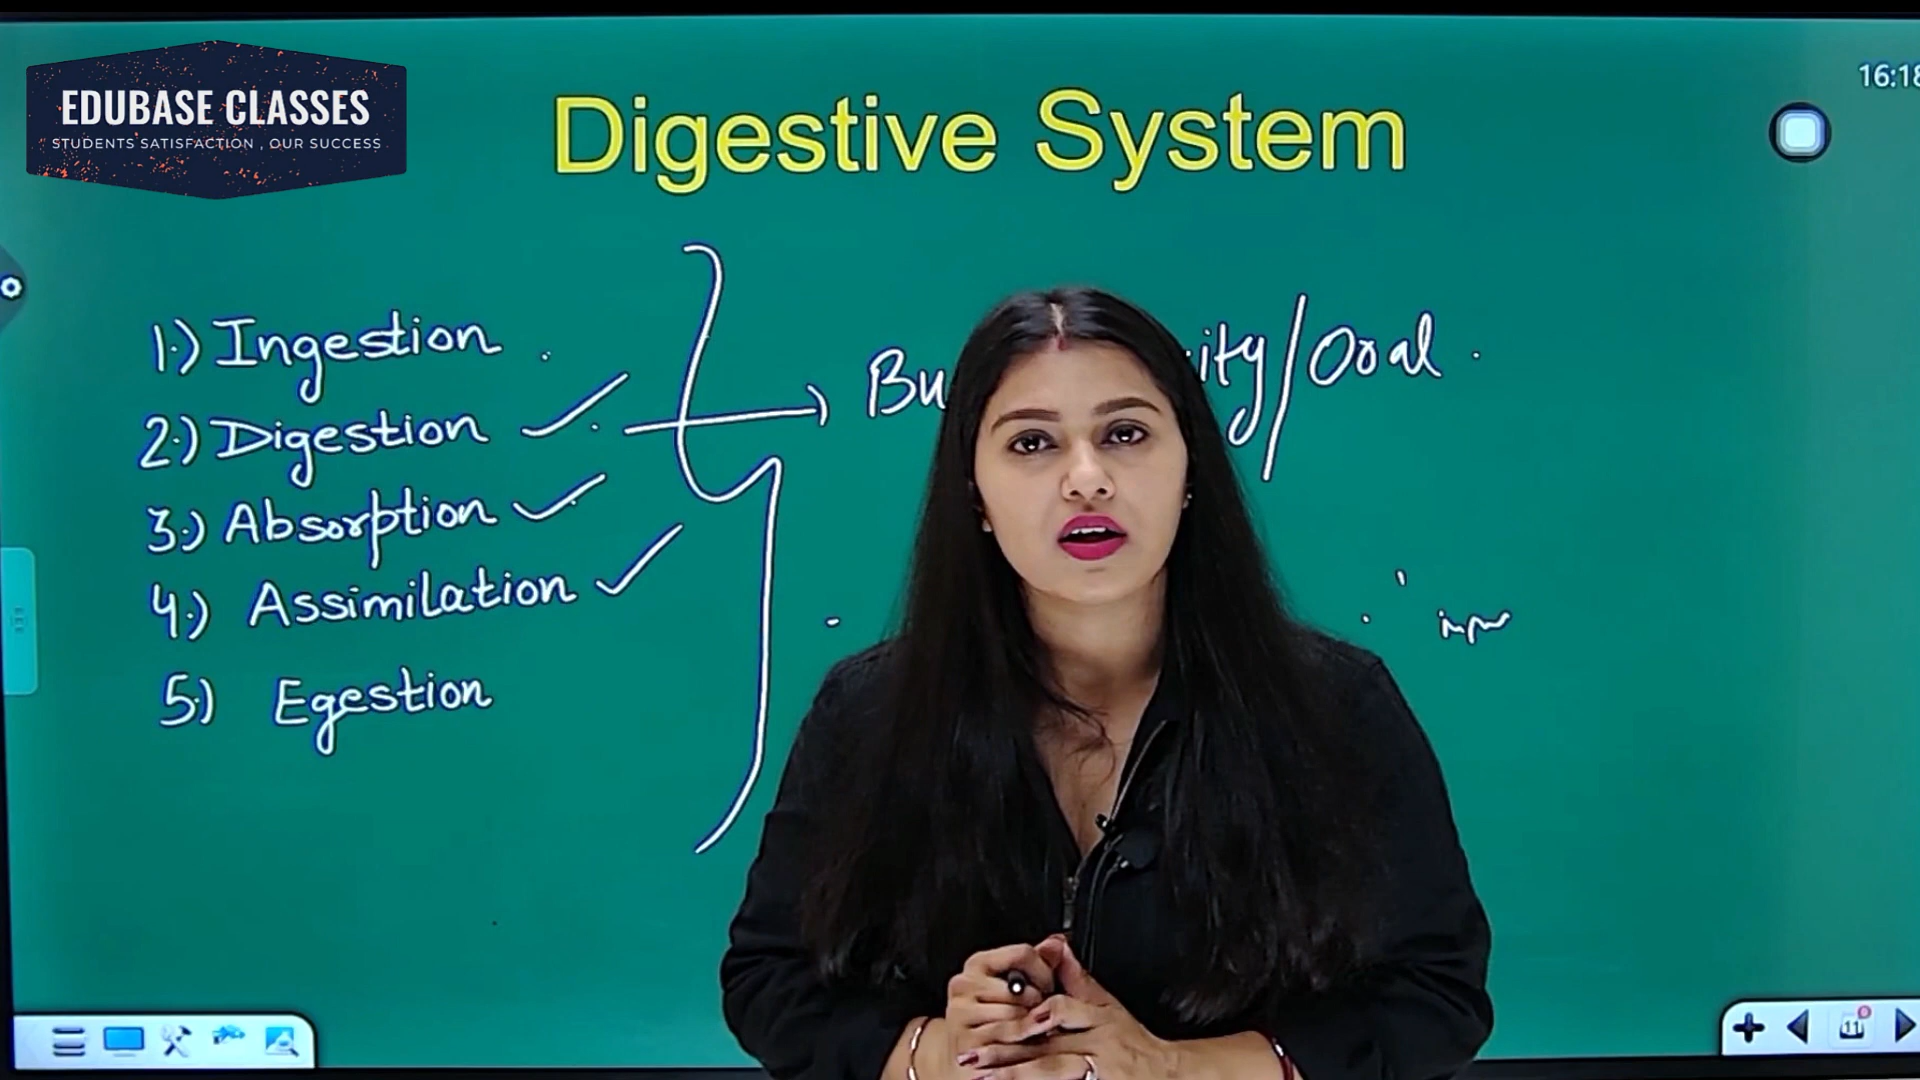 EDUBASE CLASSES
STUDENTS SATISFACTION , OUR SUCCESS
16:18
Digestive System
1.) Ingestion
2.) Digestion
3.) Absorption
4.) Assimilation
5.) Egestion
/Oral
11